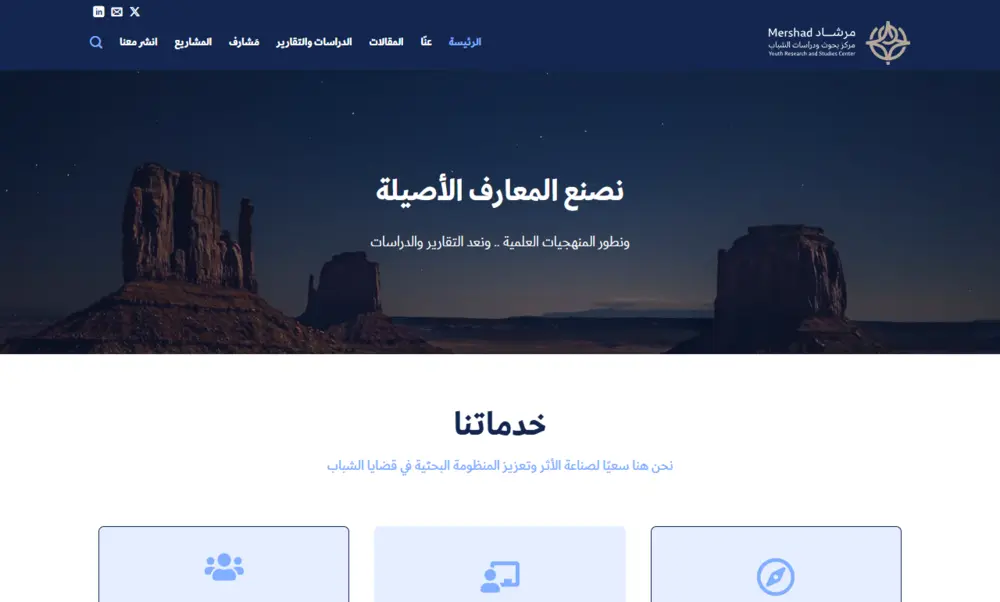 مرشاد Mershad
مركز بحوث ودراسات الشباب
Youth Research and Studies Center
الرئيسة
عنّا
المقالات
الدراسات والتقارير
مَشارف
المشاريع
انشر معنا
نصنع المعارف الأصيلة
ونطور المنهجيات العلمية .. ونعد التقارير والدراسات
خدماتنا
نحن هنا سعيًا لصناعة الأثر وتعزيز المنظومة البحثية في قضايا الشباب